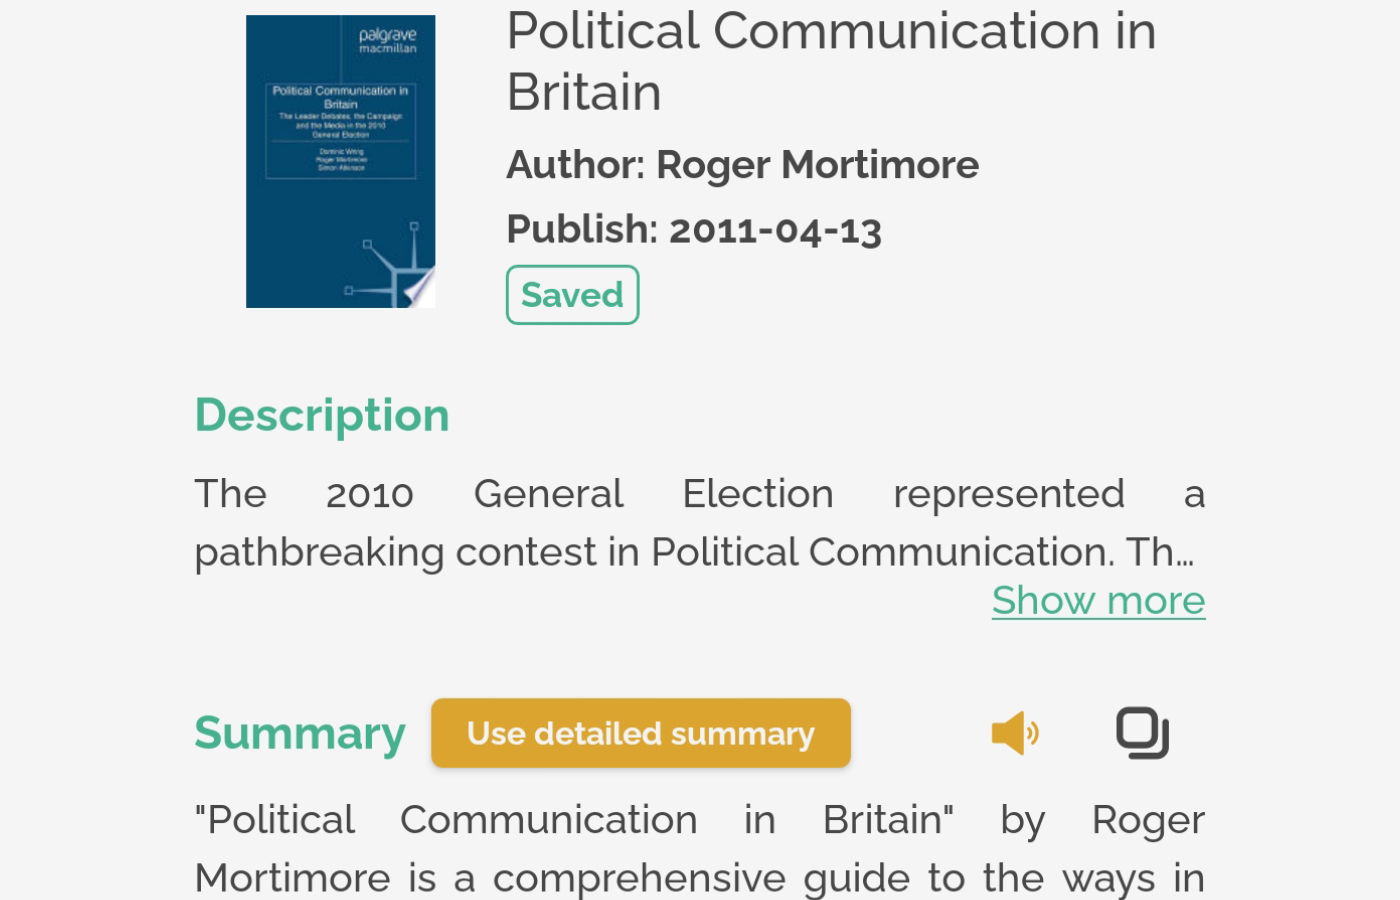 palgrave
macmillan
Political Communication in
Britain
The Leader Debates, the Campaign
and the Media in the 2010
General Election
Dominic Wring
Roger Mortimore
Simon Atkinson
Political Communication in
Britain
Author: Roger Mortimore
Publish: 2011-04-13
Saved
Description
The 2010 General Election represented a
pathbreaking contest in Political Communication. Th...
Show more
Summary
Use detailed summary
"Political Communication in Britain" by Roger
Mortimore is a comprehensive guide to the ways in